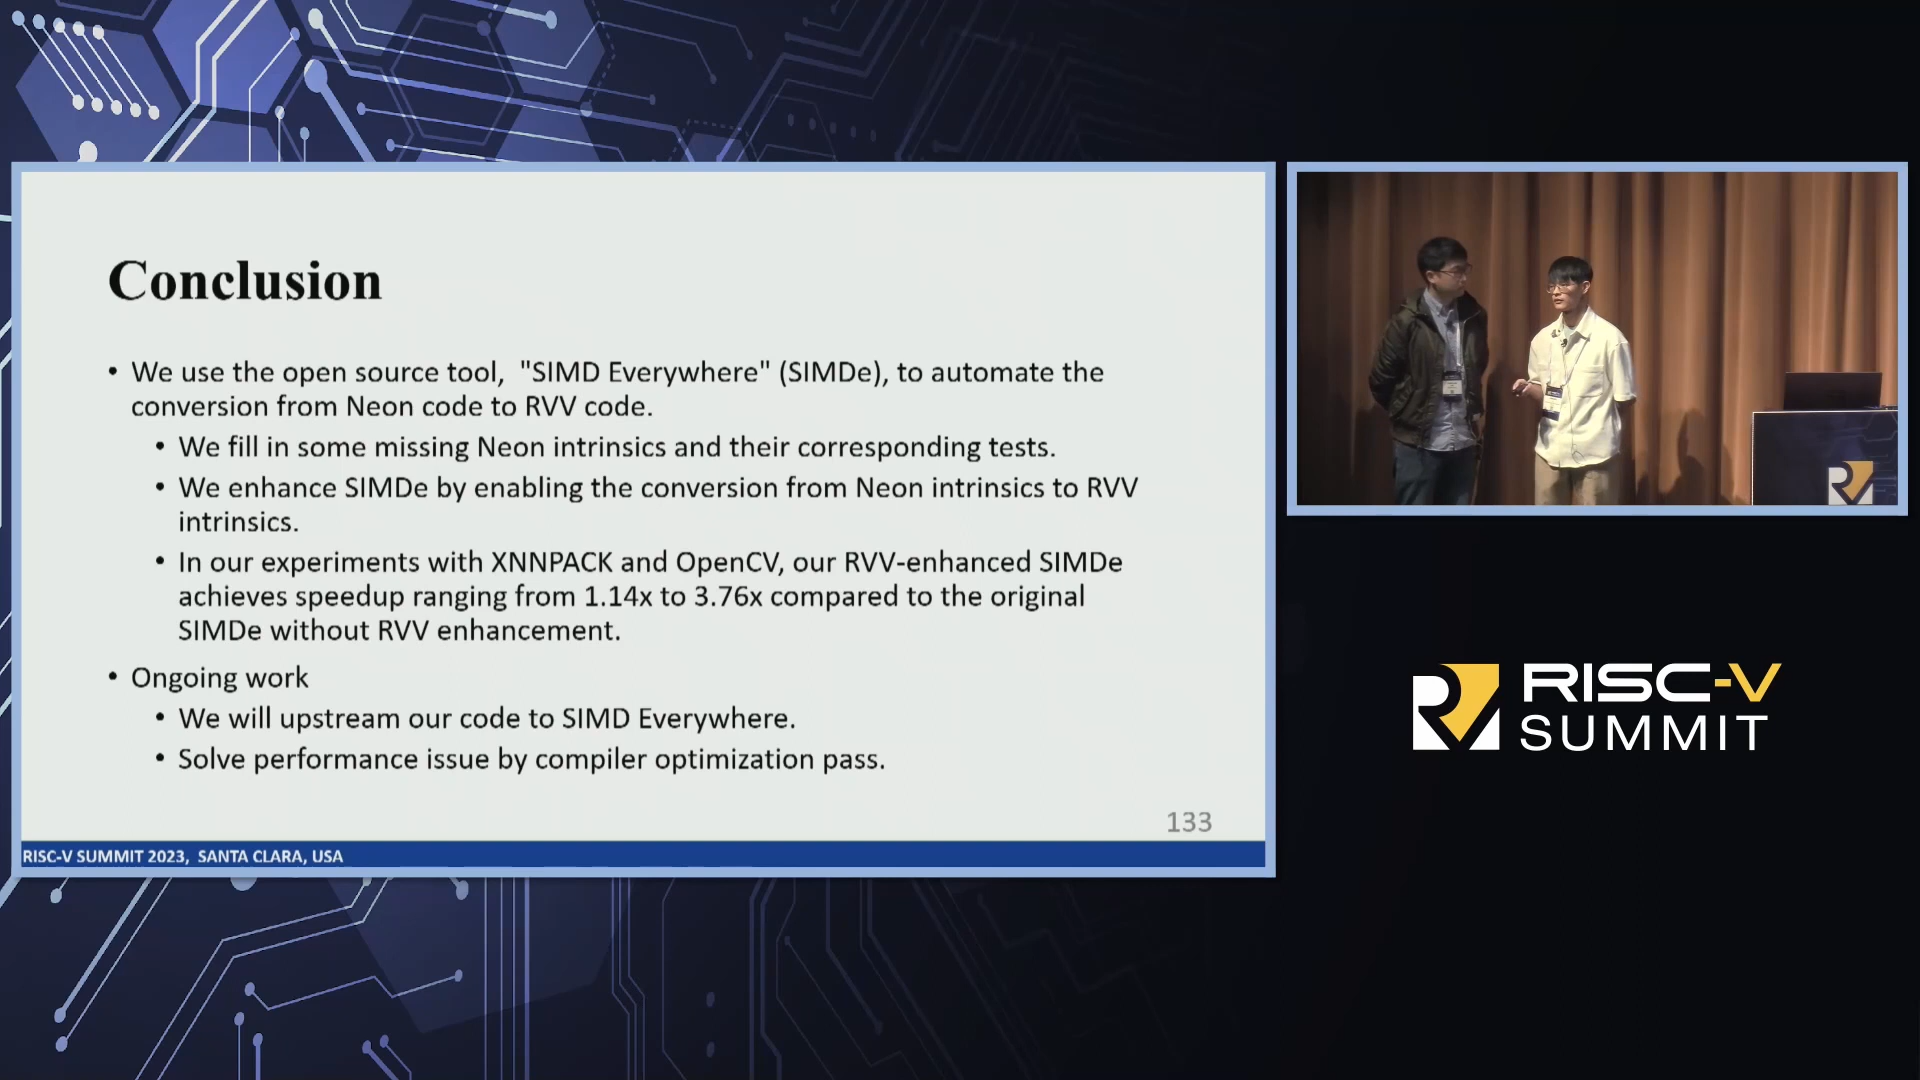 Conclusion
• We use the open source tool, "SIMD Everywhere" (SIMDe), to automate the
conversion from Neon code to RVV code.
• We fill in some missing Neon intrinsics and their corresponding tests.
• We enhance SIMDe by enabling the conversion from Neon intrinsics to RVV
intrinsics.
• In our experiments with XNNPACK and OpenCV, our RVV-enhanced SIMDe
achieves speedup ranging from 1.14x to 3.76x compared to the original
SIMDe without RVV enhancement.
• Ongoing work
• We will upstream our code to SIMD Everywhere.
• Solve performance issue by compiler optimization pass.
133
RISC-V SUMMIT 2023, SANTA CLARA, USA
RISC-V
SUMMIT